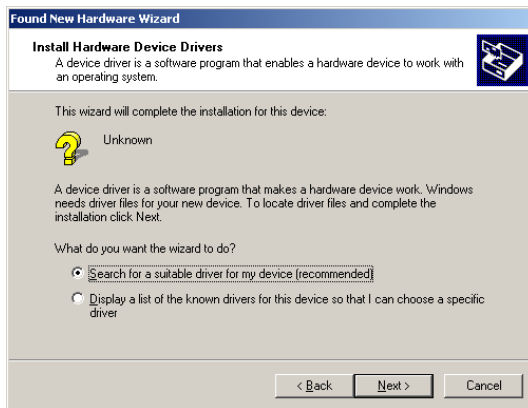 Found New Hardware Wizard
Install Hardware Device Drivers
A device driver is a software program that enables a hardware device to work with
an operating system.
This wizard will complete the installation for this device:
Unknown
A device driver is a software program that makes a hardware device work. Windows
needs driver files for your new device. To locate driver files and complete the
installation click Next.
What do you want the wizard to do?
Search for a suitable driver for my device (recommended)
Display a list of the known drivers for this device so that I can choose a specific
driver
< Back
Next >
Cancel